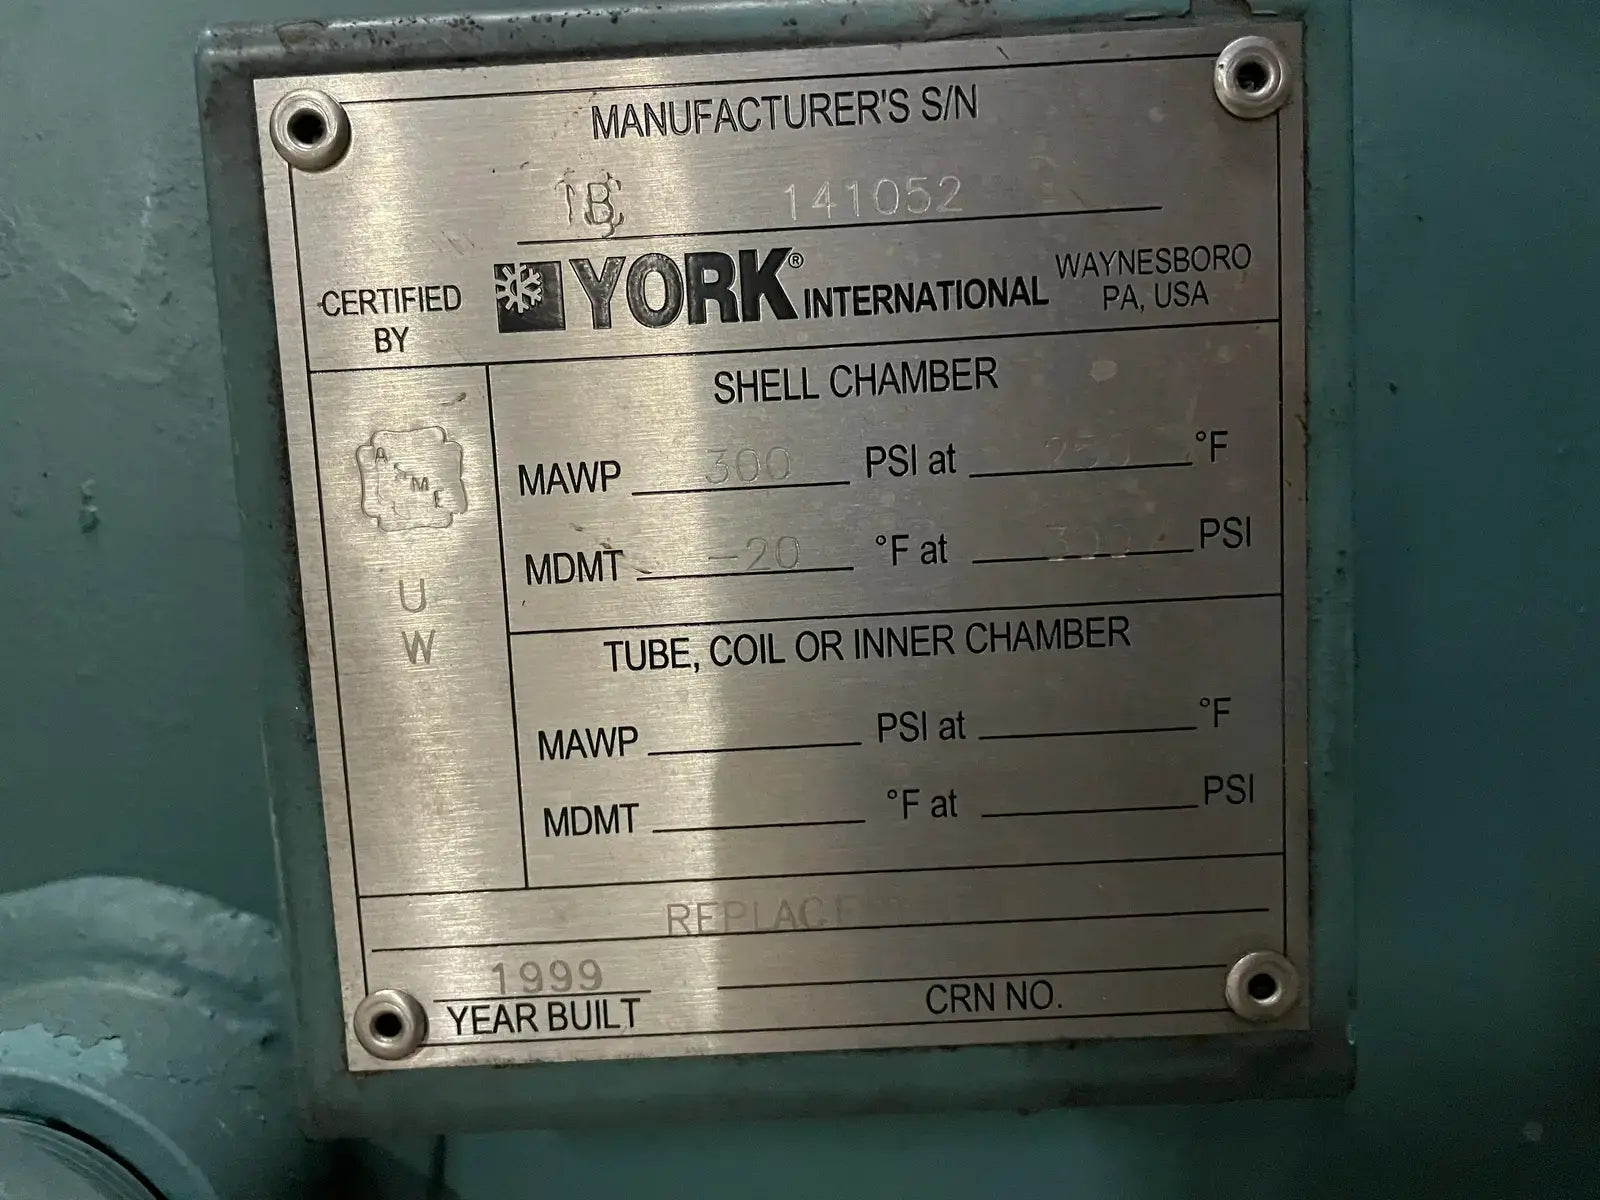 MANUFACTURER'S S/N
141052
CERTIFIED BY
YORK® INTERNATIONAL
WAYNESBORO
PA, USA
SHELL CHAMBER
MAWP 300 PSI at °F
MDMT -20 °F at PSI
ASME
U
W
TUBE, COIL OR INNER CHAMBER
MAWP PSI at °F
MDMT °F at PSI
1999
YEAR BUILT
CRN NO.